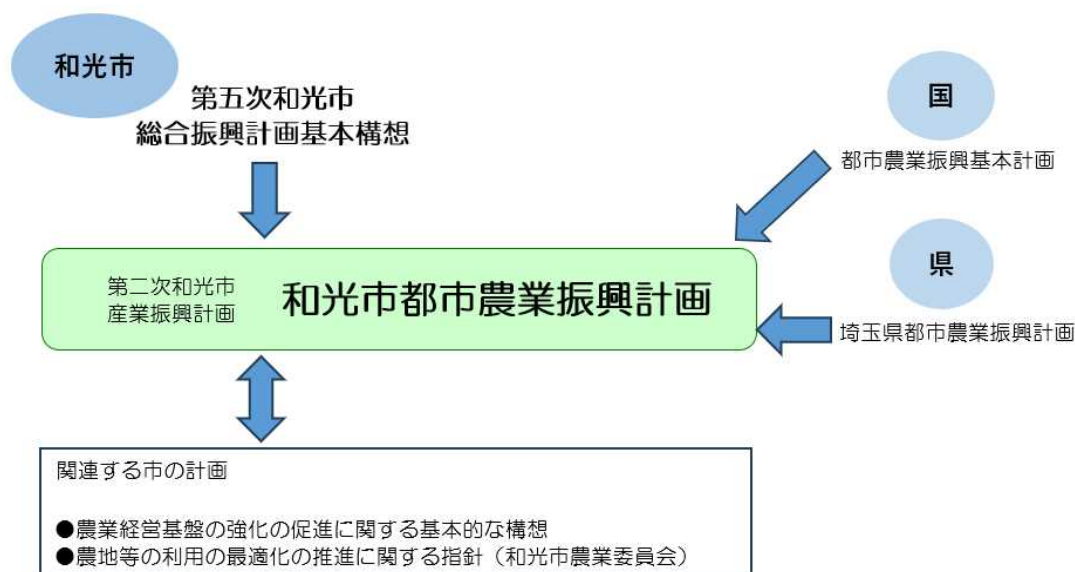 和光市
第五次和光市
総合振興計画基本構想
国
都市農業振興基本計画
県
埼玉県都市農業振興計画
第二次和光市
産業振興計画
和光市都市農業振興計画
関連する市の計画
●農業経営基盤の強化の促進に関する基本的な構想
●農地等の利用の最適化の推進に関する指針（和光市農業委員会）